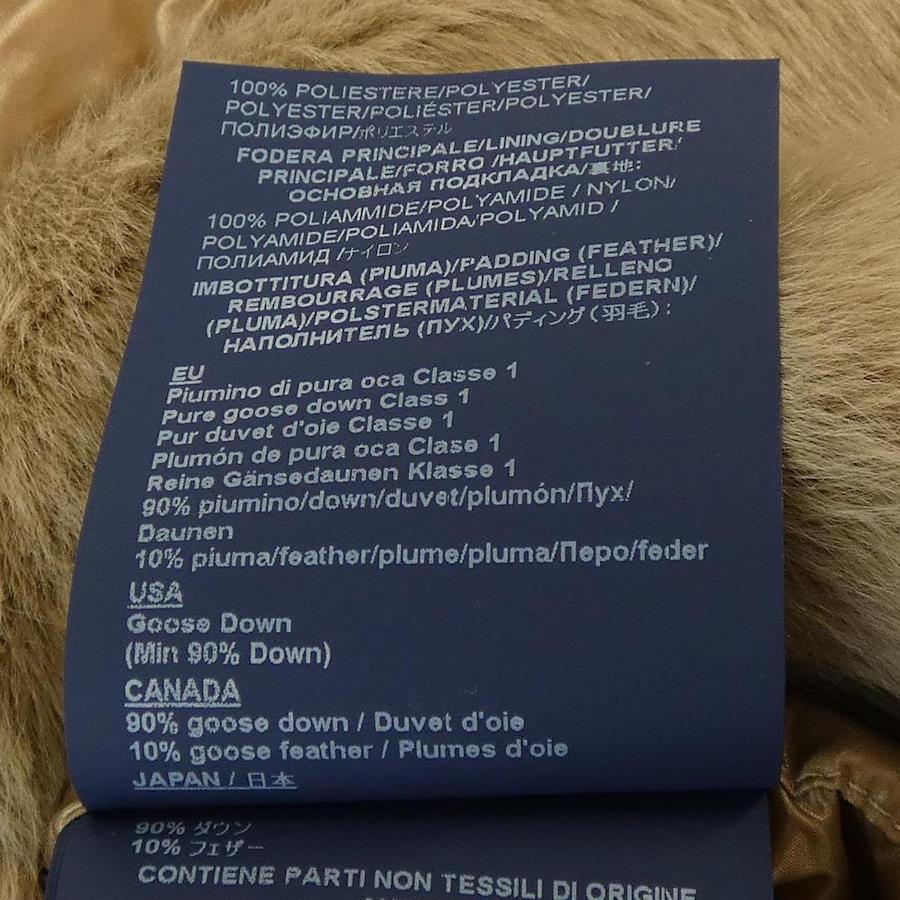 100% POLIESTERE/POLYESTER/
POLYESTER/POLIÉSTER/POLYESTER/
ПОЛИЭФИР/ポリエステル
FODERA PRINCIPALE/LINING/DOUBLURE
PRINCIPALE/FORRO /HAUPTFUTTER/
ОСНОВНАЯ ПОДКЛАДКА/裏地:
100% POLIAMMIDE/POLYAMIDE / NYLON/
POLYAMIDE/POLIAMIDA/POLYAMID /
ПОЛИАМИД /ナイロン
IMBOTTITURA (PIUMA)/PADDING (FEATHER)/
REMBOURRAGE (PLUMES)/RELLENO
(PLUMA)/POLSTERMATERIAL (FEDERN)/
НАПОЛНИТЕЛЬ (ПУХ)/パディング(羽毛):
EU
Piumino di pura oca Classe 1
Pure goose down Class 1
Pur duvet d'oie Classe 1
Plumón de pura oca Clase 1
Reine Gänsedaunen Klasse 1
90% piumino/down/duvet/plumón/Пух/
Daunen
10% piuma/feather/plume/pluma/Перо/feder
USA
Goose Down
(Min 90% Down)
CANADA
90% goose down / Duvet d'oie
10% goose feather / Plumes d'oie
JAPAN / 日本
90% ダウン
10% フェザー
CONTIENE PARTI NON TESSILI DI ORIGINE